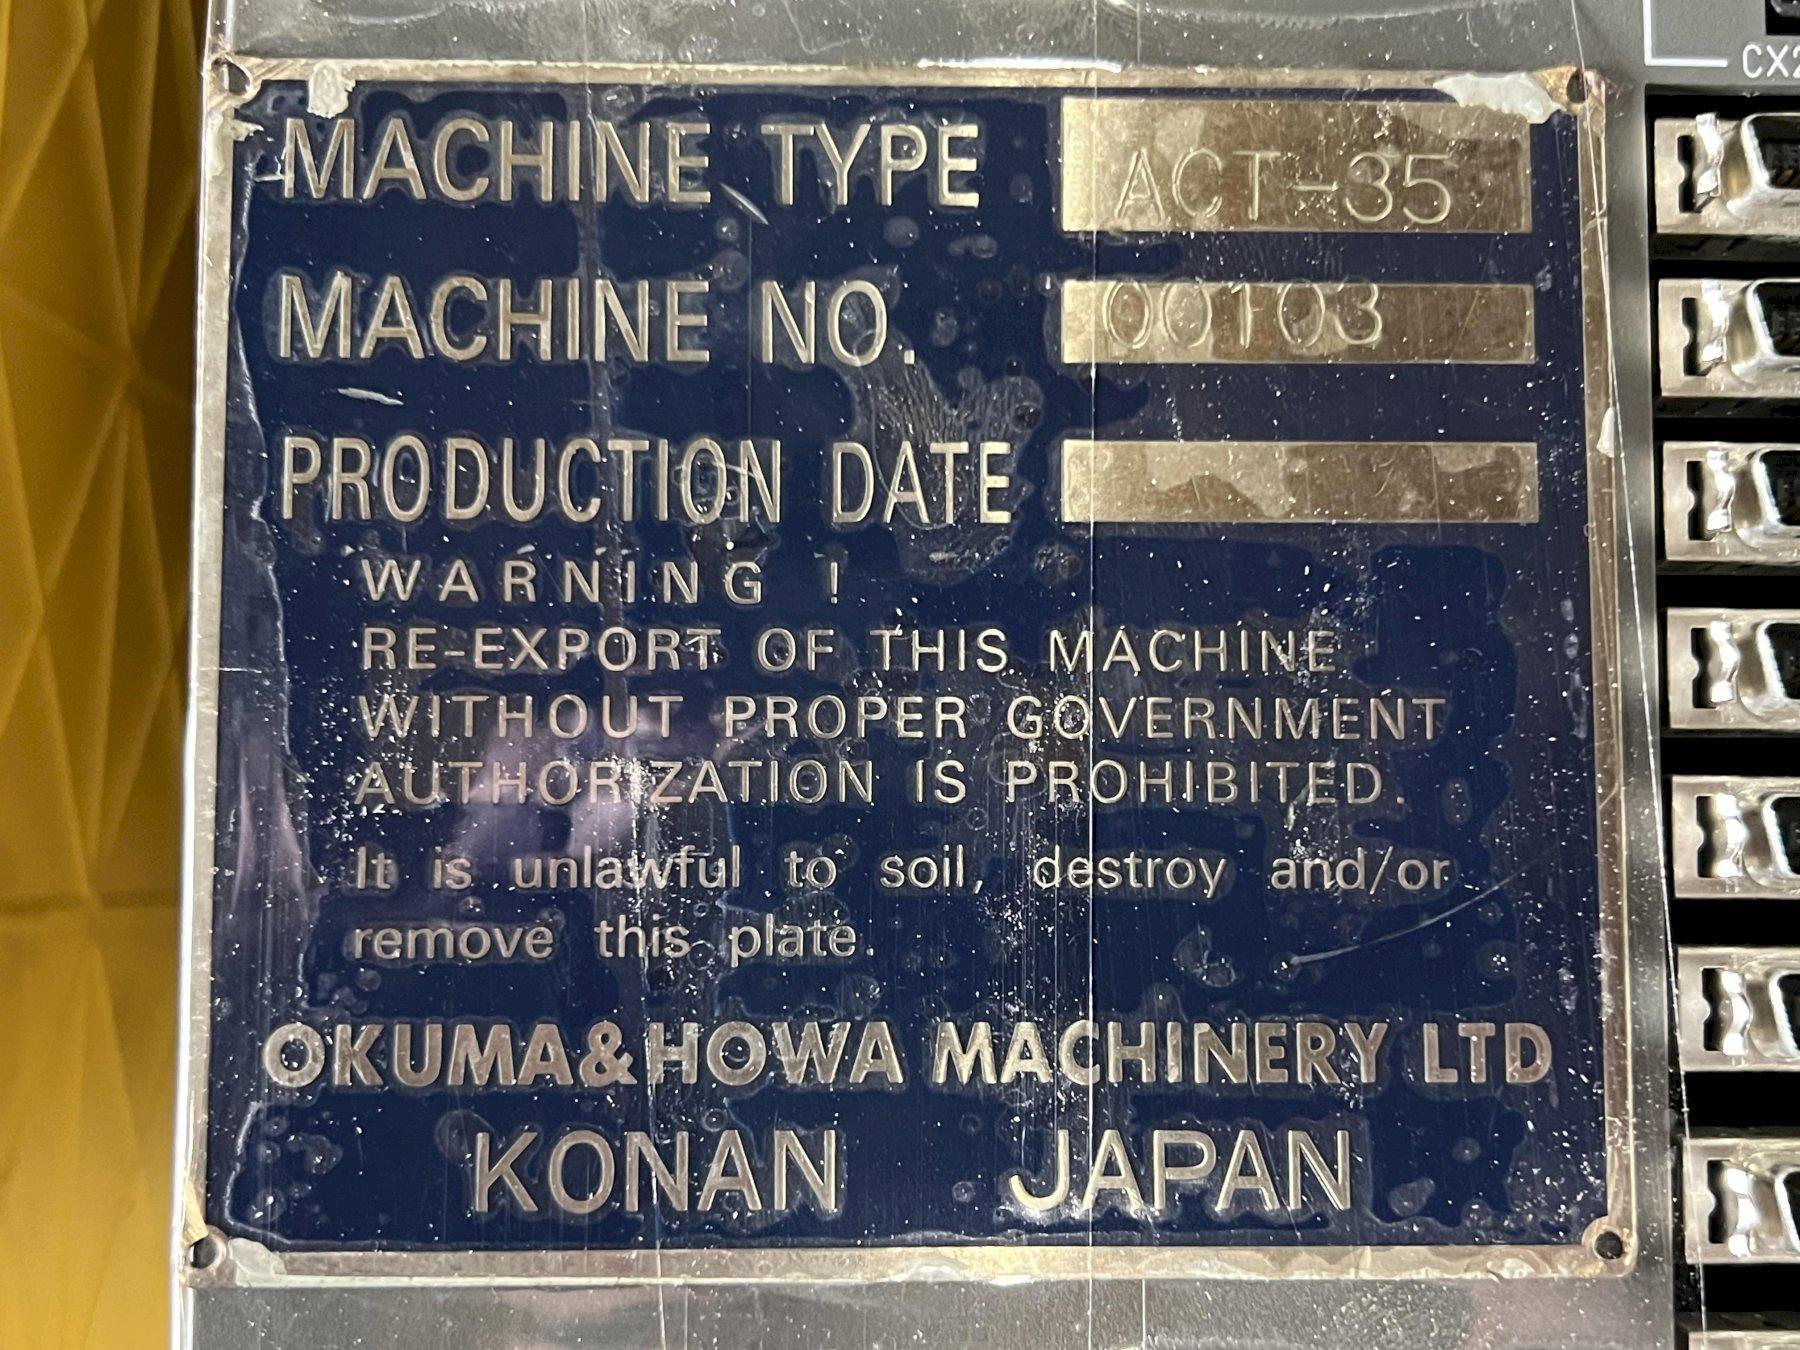 MACHINE TYPE ACT-35
MACHINE NO. 00103
PRODUCTION DATE
WARNING !
RE-EXPORT OF THIS MACHINE
WITHOUT PROPER GOVERNMENT
AUTHORIZATION IS PROHIBITED.
It is unlawful to soil, destroy and/or
remove this plate.
OKUMA&HOWA MACHINERY LTD
KONAN JAPAN